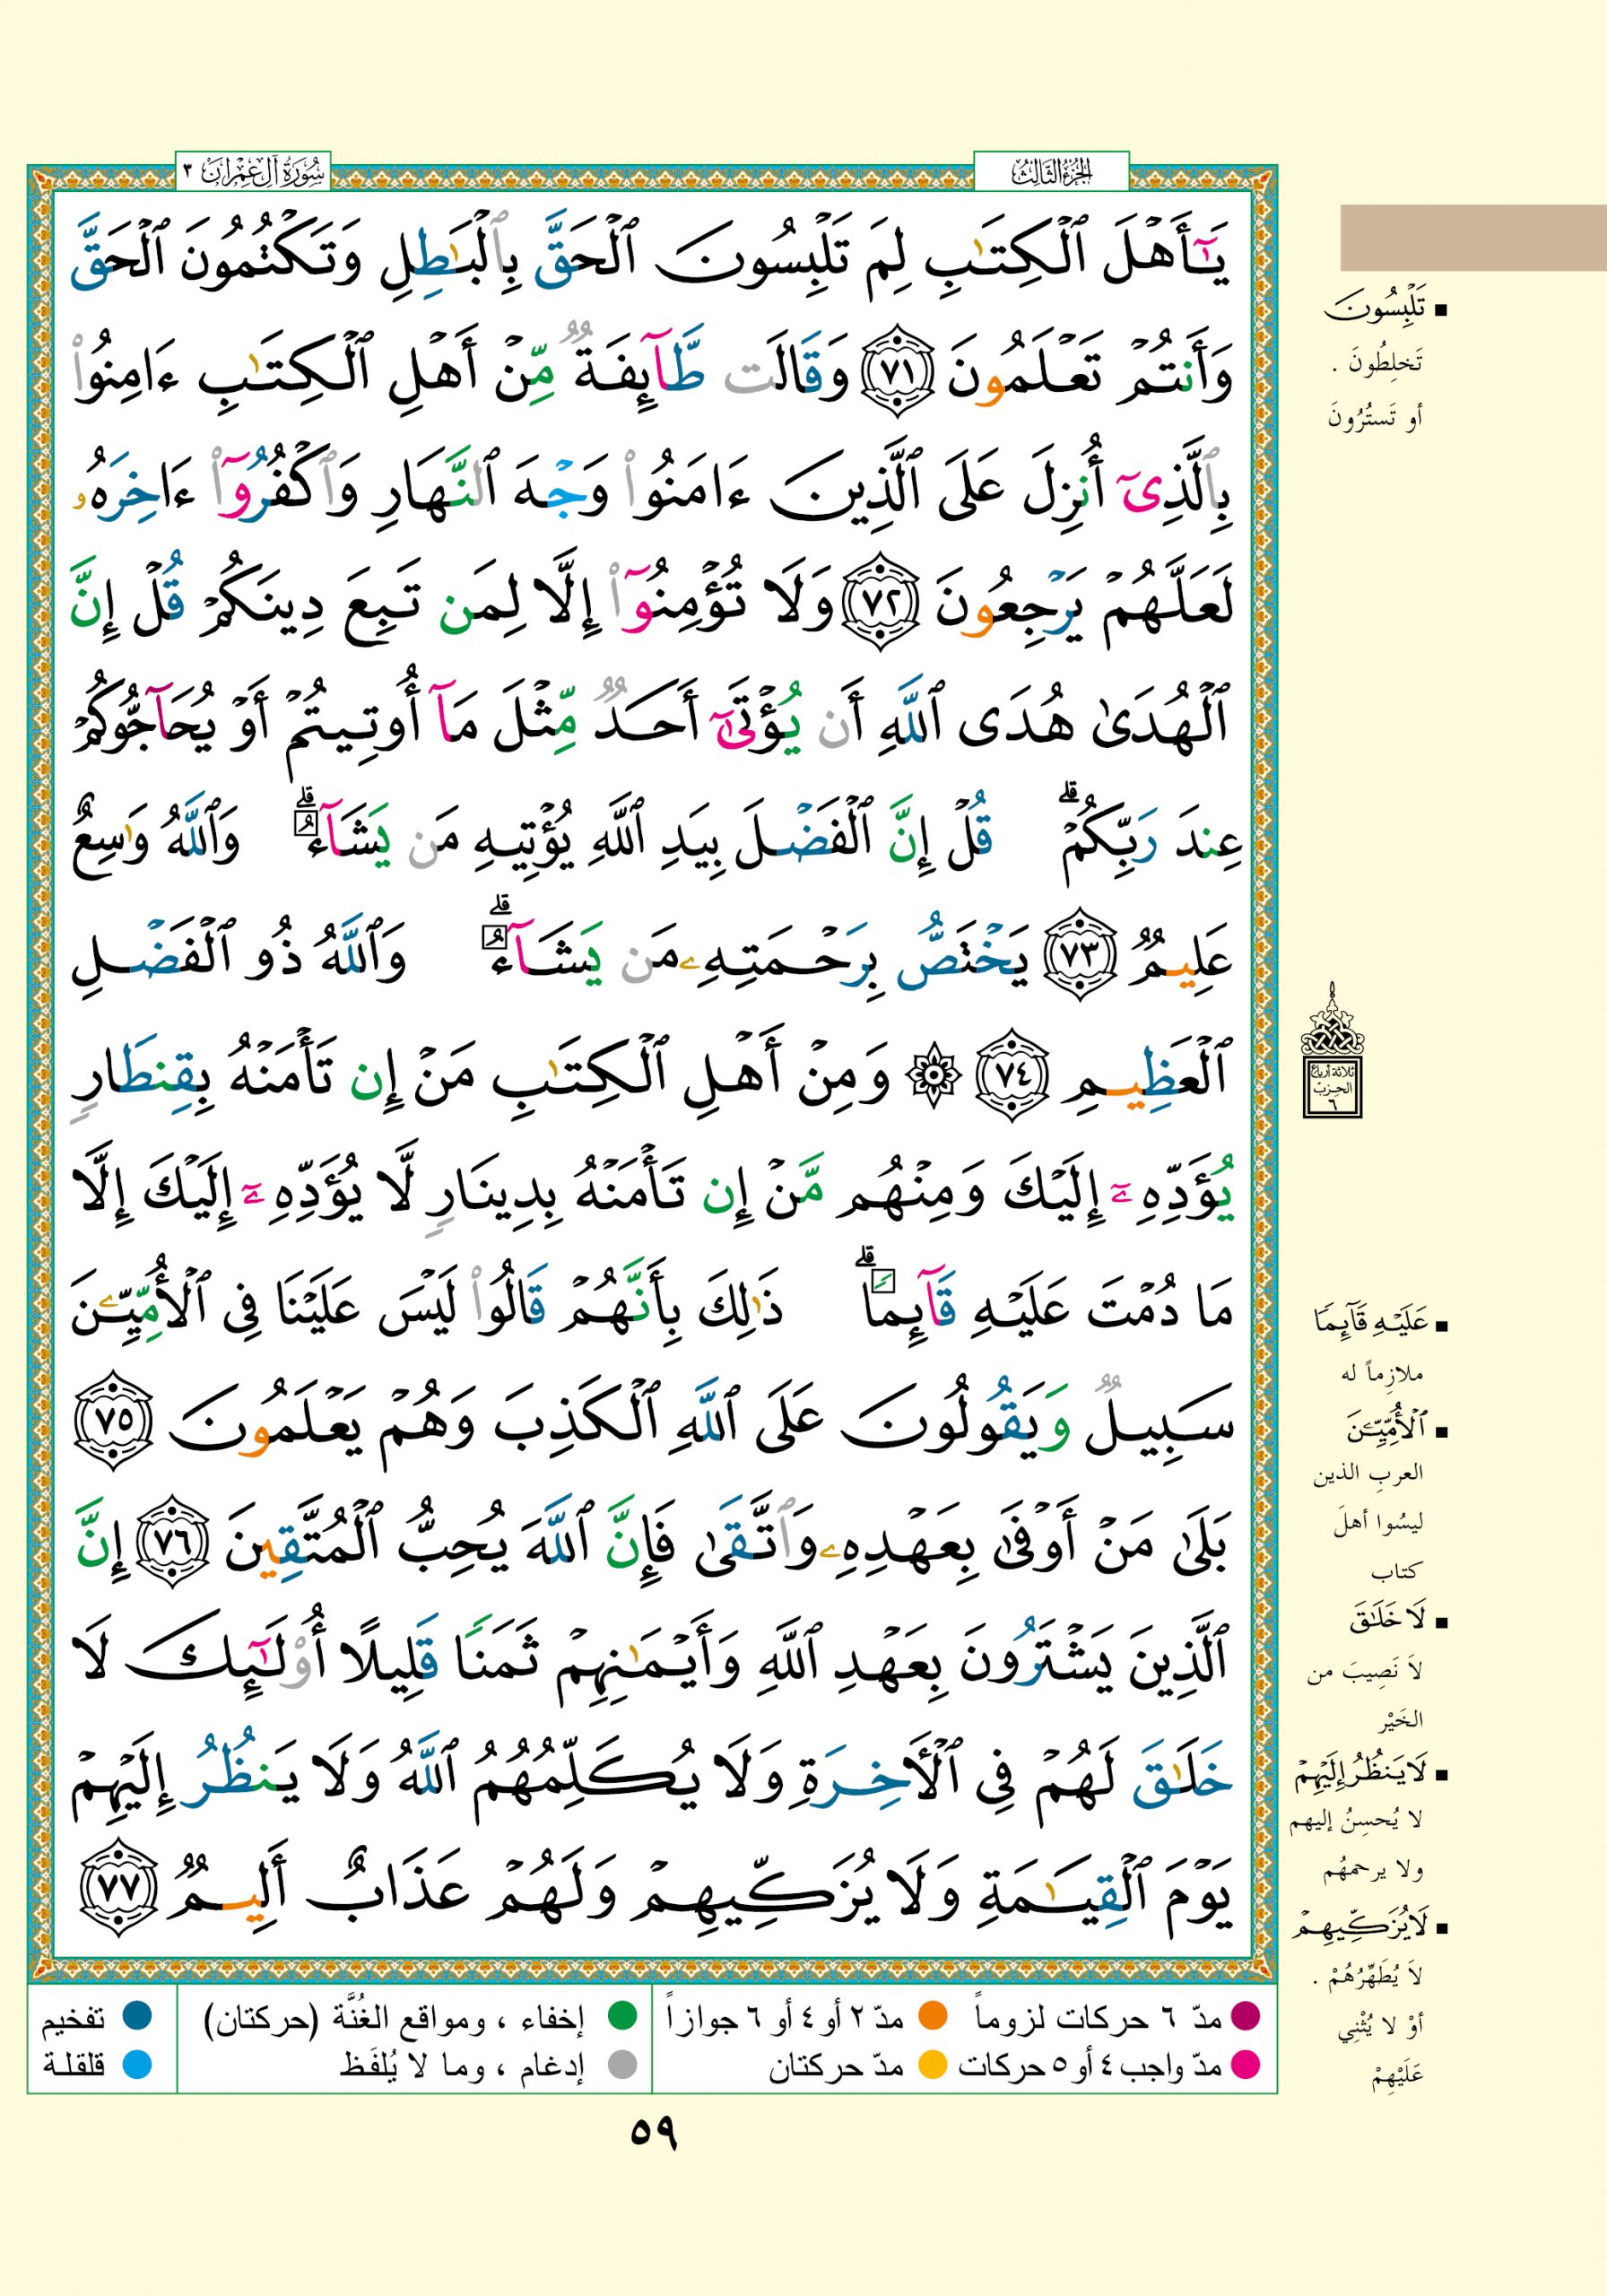 الجزء الثالث
سورة آل عمران ٣
يَـٰٓأَهْلَ ٱلْكِتَـٰبِ لِمَ تَلْبِسُونَ ٱلْحَقَّ بِٱلْبَـٰطِلِ وَتَكْتُمُونَ ٱلْحَقَّ
وَأَنتُمْ تَعْلَمُونَ ٧١ وَقَالَت طَّآئِفَةٌ مِّنْ أَهْلِ ٱلْكِتَـٰبِ ءَامِنُوا۟
بِٱلَّذِىٓ أُنزِلَ عَلَى ٱلَّذِينَ ءَامَنُوا۟ وَجْهَ ٱلنَّهَارِ وَٱكْفُرُوٓا۟ ءَاخِرَهُۥ
لَعَلَّهُمْ يَرْجِعُونَ ٧٢ وَلَا تُؤْمِنُوٓا۟ إِلَّا لِمَن تَبِعَ دِينَكُمْ قُلْ إِنَّ
ٱلْهُدَىٰ هُدَى ٱللَّهِ أَن يُؤْتَىٰٓ أَحَدٌ مِّثْلَ مَآ أُوتِيتُمْ أَوْ يُحَآجُّوكُمْ
عِندَ رَبِّكُمْ ۗ قُلْ إِنَّ ٱلْفَضْلَ بِيَدِ ٱللَّهِ يُؤْتِيهِ مَن يَشَآءُ ۗ وَٱللَّهُ وَٰسِعٌ
عَلِيمٌ ٧٣ يَخْتَصُّ بِرَحْمَتِهِۦ مَن يَشَآءُ ۗ وَٱللَّهُ ذُو ٱلْفَضْلِ
ٱلْعَظِيمِ ٧٤ ۞ وَمِنْ أَهْلِ ٱلْكِتَـٰبِ مَنْ إِن تَأْمَنْهُ بِقِنطَارٍ
يُؤَدِّهِۦٓ إِلَيْكَ وَمِنْهُم مَّنْ إِن تَأْمَنْهُ بِدِينَارٍ لَّا يُؤَدِّهِۦٓ إِلَيْكَ إِلَّا
مَا دُمْتَ عَلَيْهِ قَآئِمًا ۗ ذَٰلِكَ بِأَنَّهُمْ قَالُوا۟ لَيْسَ عَلَيْنَا فِى ٱلْأُمِّيِّـۧنَ
سَبِيلٌ وَيَقُولُونَ عَلَى ٱللَّهِ ٱلْكَذِبَ وَهُمْ يَعْلَمُونَ ٧٥
بَلَىٰ مَنْ أَوْفَىٰ بِعَهْدِهِۦ وَٱتَّقَىٰ فَإِنَّ ٱللَّهَ يُحِبُّ ٱلْمُتَّقِينَ ٧٦ إِنَّ
ٱلَّذِينَ يَشْتَرُونَ بِعَهْدِ ٱللَّهِ وَأَيْمَـٰنِهِمْ ثَمَنًا قَلِيلًا أُو۟لَـٰٓئِكَ لَا
خَلَـٰقَ لَهُمْ فِى ٱلْـَٔاخِرَةِ وَلَا يُكَلِّمُهُمُ ٱللَّهُ وَلَا يَنظُرُ إِلَيْهِمْ
يَوْمَ ٱلْقِيَـٰمَةِ وَلَا يُزَكِّيهِمْ وَلَهُمْ عَذَابٌ أَلِيمٌ ٧٧
تَلْبِسُونَ
تَخلِطُونَ .
أو تَستُرُونَ
ثلاثة أرباع
الحزب
٦
عَلَيْهِ قَآئِمًا
ملازِماً له
ٱلْأُمِّيِّـۧنَ
العربِ الذين
ليسُوا أهلَ
كتاب
لَا خَلَـٰقَ
لاَ نَصِيبَ من
الخَيْر
لَا يَنظُرُ إِلَيْهِمْ
لا يُحسِنُ إليهم
ولا يرحمُهُم
لَا يُزَكِّيهِمْ
لاَ يُطَهِّرُهُمْ .
أوْ لا يُثْنِي
عَلَيْهِمْ
مدّ ٦ حركات لزوماً مدّ ٢ أو ٤ أو ٦ جوازاً إخفاء ، ومواقع الغُنَّة (حركتان) تفخيم
مدّ واجب ٤ أو ٥ حركات مدّ حركتان إدغام ، وما لا يُلفَظ قلقلة
٥٩